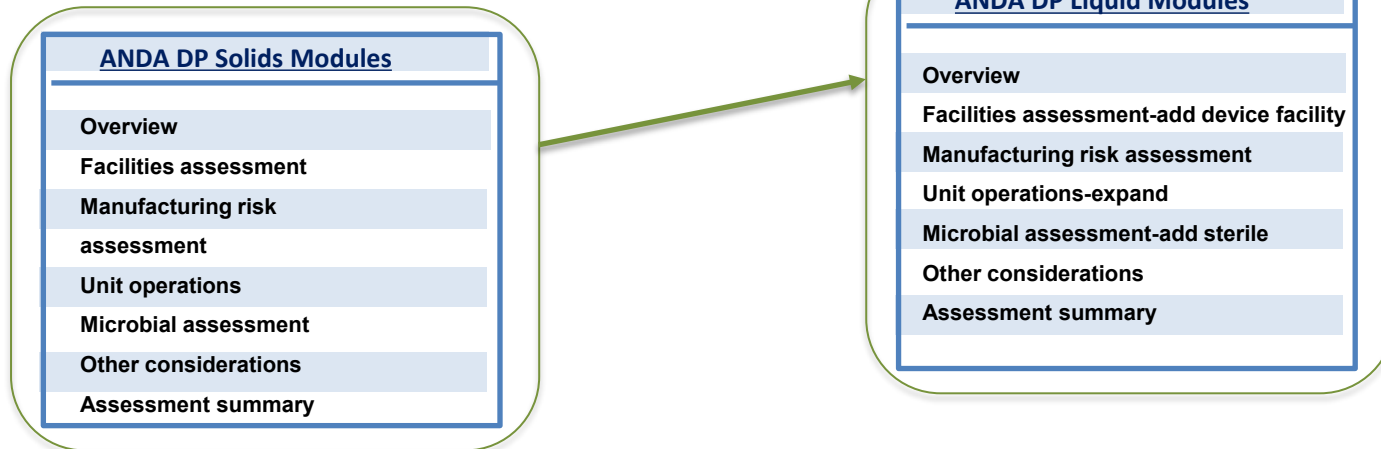 ANDA DP Solids Modules
Overview
Facilities assessment
Manufacturing risk
assessment
Unit operations
Microbial assessment
Other considerations
Assessment summary
ANDA DP Liquid Modules
Overview
Facilities assessment-add device facility
Manufacturing risk assessment
Unit operations-expand
Microbial assessment-add sterile
Other considerations
Assessment summary